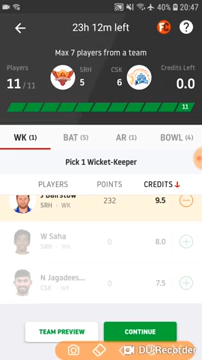 20:47
23h 12m left
Max 7 players from a team
Players
11/11
SRH
5
CSK
6
Credits Left
0.0
11
WK (1)
BAT (5)
AR (1)
BOWL (4)
Pick 1 Wicket-Keeper
PLAYERS
POINTS
CREDITS
J Bairstow
SRH - WK
232
9.5
W Saha
SRH - WK
0
8.0
N Jagadees...
CSK - WK
0
7.5
TEAM PREVIEW
CONTINUE
DU Recorder